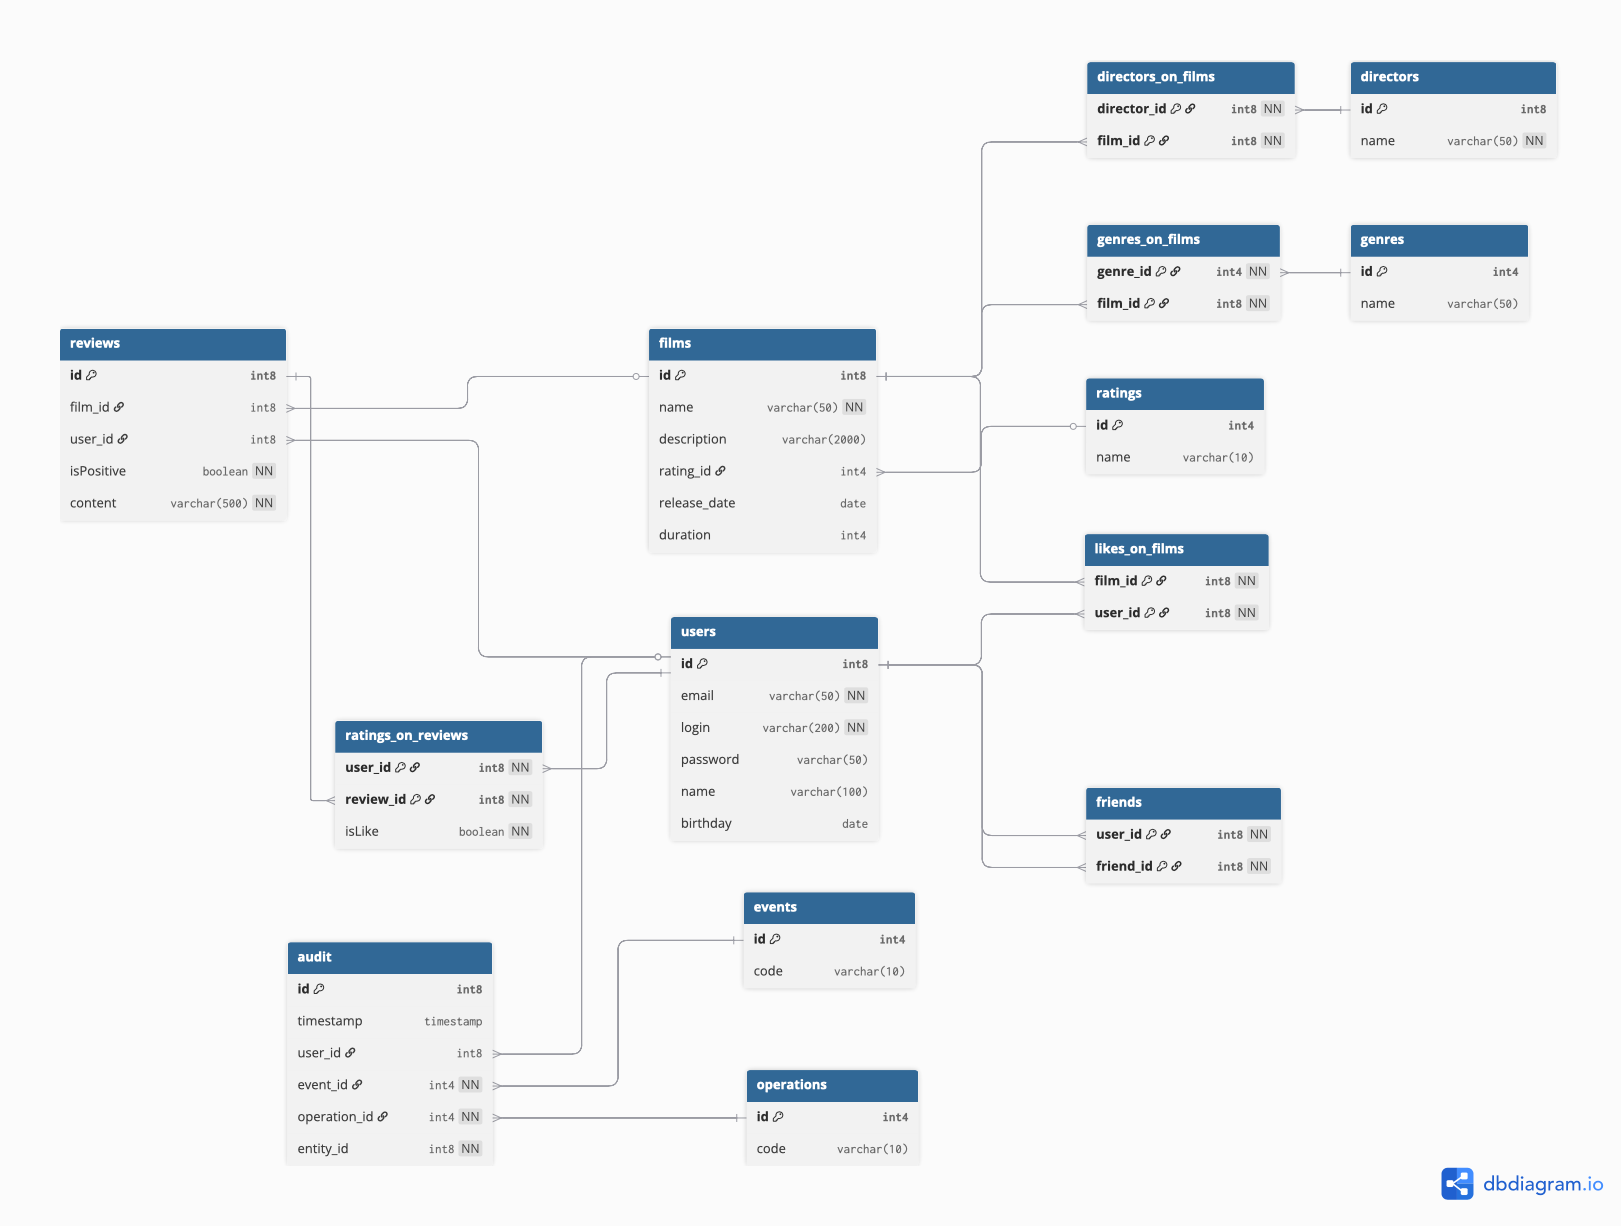 directors_on_films
director_id int8 NN
film_id int8 NN
directors
id int8
name varchar(50) NN
genres_on_films
genre_id int4 NN
film_id int8 NN
genres
id int4
name varchar(50)
reviews
id int8
film_id int8
user_id int8
isPositive boolean NN
content varchar(500) NN
films
id int8
name varchar(50) NN
description varchar(2000)
rating_id int4
release_date date
duration int4
ratings
id int4
name varchar(10)
likes_on_films
film_id int8 NN
user_id int8 NN
users
id int8
email varchar(50) NN
login varchar(200) NN
password varchar(50)
name varchar(100)
birthday date
ratings_on_reviews
user_id int8 NN
review_id int8 NN
isLike boolean NN
friends
user_id int8 NN
friend_id int8 NN
events
id int4
code varchar(10)
audit
id int8
timestamp timestamp
user_id int8
event_id int4 NN
operation_id int4 NN
entity_id int8 NN
operations
id int4
code varchar(10)
dbdiagram.io